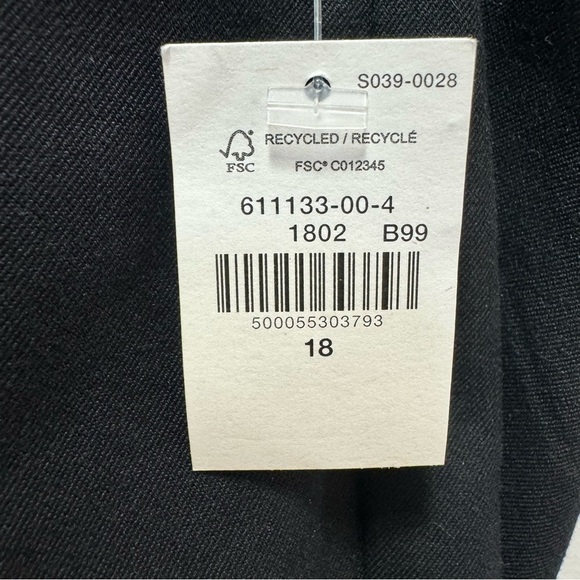 S039-0028
RECYCLED / RECYCLÉ
FSC
FSC® C012345
611133-00-4
1802 B99
500055303793
18